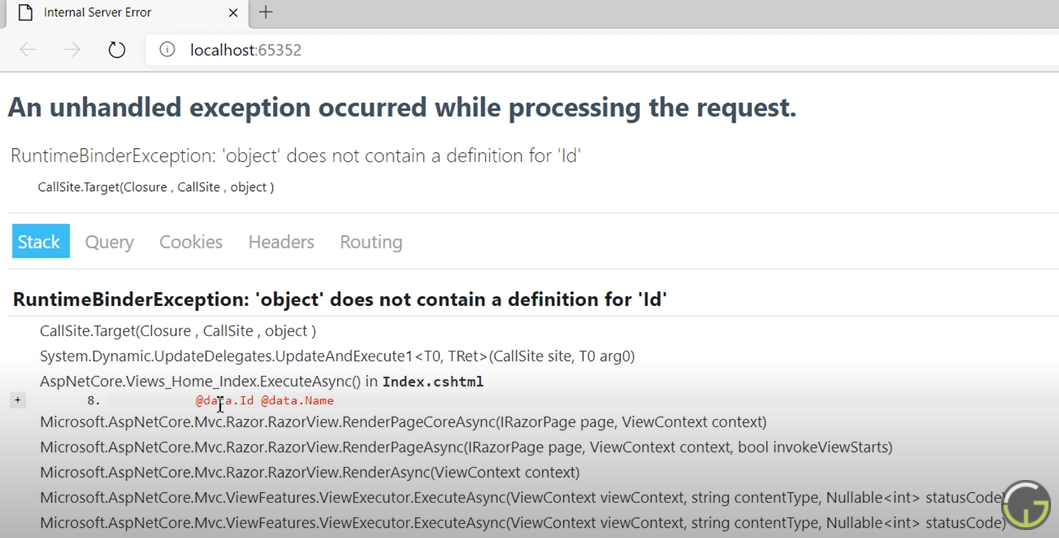 Internal Server Error
localhost:65352
An unhandled exception occurred while processing the request.
RuntimeBinderException: 'object' does not contain a definition for 'Id'
CallSite.Target(Closure , CallSite , object )
Stack Query Cookies Headers Routing
RuntimeBinderException: 'object' does not contain a definition for 'Id'
CallSite.Target(Closure , CallSite , object )
System.Dynamic.UpdateDelegates.UpdateAndExecute1<T0, TRet>(CallSite site, T0 arg0)
AspNetCore.Views_Home_Index.ExecuteAsync() in Index.cshtml
+ 8. @data.Id @data.Name
Microsoft.AspNetCore.Mvc.Razor.RazorView.RenderPageCoreAsync(IRazorPage page, ViewContext context)
Microsoft.AspNetCore.Mvc.Razor.RazorView.RenderPageAsync(IRazorPage page, ViewContext context, bool invokeViewStarts)
Microsoft.AspNetCore.Mvc.Razor.RazorView.RenderAsync(ViewContext context)
Microsoft.AspNetCore.Mvc.ViewFeatures.ViewExecutor.ExecuteAsync(ViewContext viewContext, string contentType, Nullable<int> statusCode)
Microsoft.AspNetCore.Mvc.ViewFeatures.ViewExecutor.ExecuteAsync(ViewContext viewContext, string contentType, Nullable<int> statusCode)